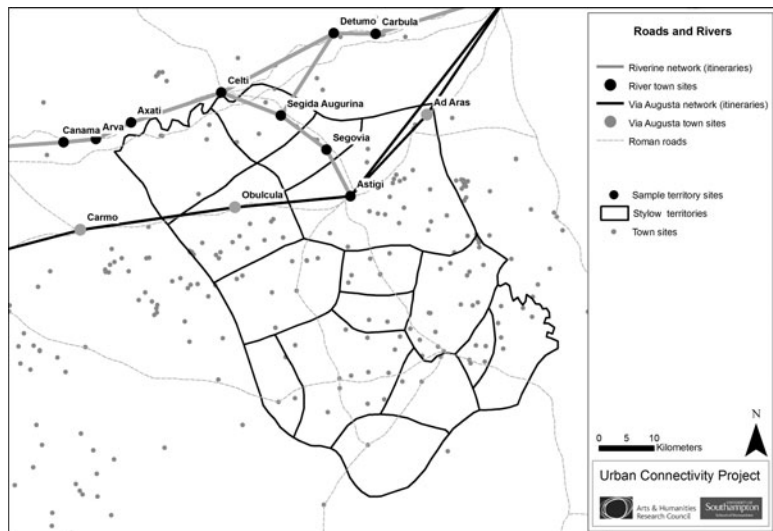 Detumo
Carbula
Celti
Axati
Segida Augurina
Ad Aras
Canama
Arva
Segovia
Astigi
Obulcula
Carmo
Roads and Rivers
Riverine network (itineraries)
River town sites
Via Augusta network (itineraries)
Via Augusta town sites
Roman roads
Sample territory sites
Stylow territories
Town sites
N
0 5 10
Kilometers
Urban Connectivity Project
Arts & Humanities
Research Council
Southampton